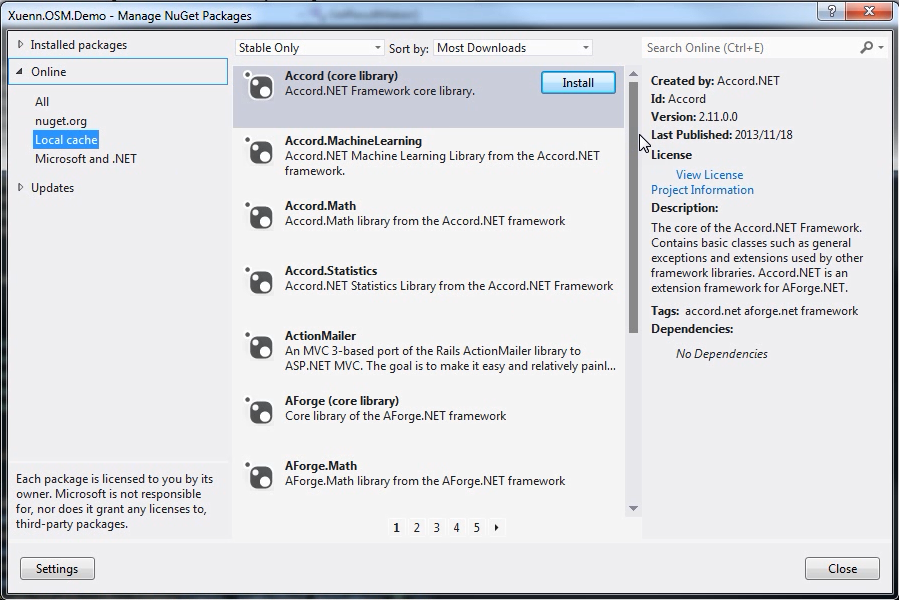 Xuenn.OSM.Demo - Manage NuGet Packages
?
Installed packages
Online
All
nuget.org
Local cache
Microsoft and .NET
Updates
Each package is licensed to you by its
owner. Microsoft is not responsible
for, nor does it grant any licenses to,
third-party packages.
Settings
Stable Only
Sort by:
Most Downloads
Accord (core library)
Accord.NET Framework core library.
Install
Accord.MachineLearning
Accord.NET Machine Learning Library from the Accord.NET
framework.
Accord.Math
Accord.Math library from the Accord.NET framework
Accord.Statistics
Accord.NET Statistics Library from the Accord.NET Framework
ActionMailer
An MVC 3-based port of the Rails ActionMailer library to
ASP.NET MVC. The goal is to make it easy and relatively painl...
AForge (core library)
Core library of the AForge.NET framework
AForge.Math
AForge.Math library from the AForge.NET framework
1 2 3 4 5
Search Online (Ctrl+E)
Created by: Accord.NET
Id: Accord
Version: 2.11.0.0
Last Published: 2013/11/18
License
View License
Project Information
Description:
The core of the Accord.NET Framework.
Contains basic classes such as general
exceptions and extensions used by other
framework libraries. Accord.NET is an
extension framework for AForge.NET.
Tags: accord.net aforge.net framework
Dependencies:
No Dependencies
Close